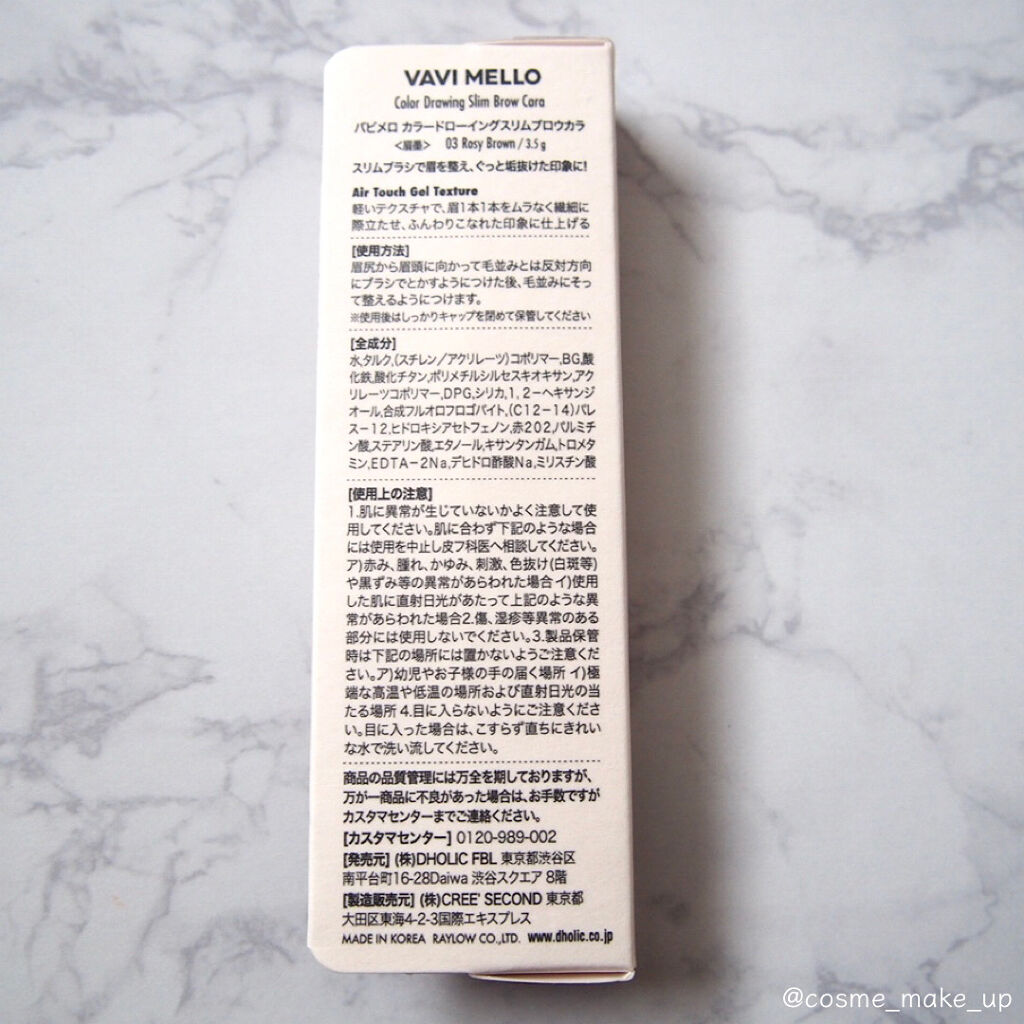 VAVI MELLO
Color Drawing Slim Brow Cara
バビメロ カラードローイングスリムブロウカラ
＜眉墨＞ 03 Rosy Brown / 3.5 g
スリムブラシで眉を整え、ぐっと垢抜けた印象に!
Air Touch Gel Texture
軽いテクスチャで、眉1本1本をムラなく繊細に
際立たせ、ふんわりこなれた印象に仕上げる
[使用方法]
眉尻から眉頭に向かって毛並みとは反対方向
にブラシでとかすようにつけた後、毛並みにそっ
て整えるようにつけます。
※使用後はしっかりキャップを閉めて保管してください
[全成分]
水,タルク,(スチレン/アクリレーツ)コポリマー,BG,酸
化鉄,酸化チタン,ポリメチルシルセスキオキサン,アク
リレーツコポリマー,DPG,シリカ,1, 2-ヘキサンジ
オール,合成フルオロフロゴパイト,(C12-14)パレ
ス-12,ヒドロキシアセトフェノン,赤202,パルミチ
ン酸,ステアリン酸,エタノール,キサンタンガム,トロメタ
ミン,EDTA-2Na,デヒドロ酢酸Na,ミリスチン酸
[使用上の注意]
1.肌に異常が生じていないかよく注意して使
用してください。肌に合わず下記のような場合
には使用を中止し皮フ科医へ相談してください。
ア)赤み、腫れ、かゆみ、刺激、色抜け(白斑等)
や黒ずみ等の異常があらわれた場合 イ)使用
した肌に直射日光があたって上記のような異
常があらわれた場合2.傷、湿疹等異常のある
部分には使用しないでください。3.製品保管
時は下記の場所には置かないようご注意くだ
さい。ア)幼児やお子様の手の届く場所 イ)極
端な高温や低温の場所および直射日光の当
たる場所 4.目に入らないようにご注意くださ
い。目に入った場合は、こすらず直ちにきれい
な水で洗い流してください。
商品の品質管理には万全を期しておりますが、
万が一商品に不良があった場合は、お手数ですが
カスタマセンターまでご連絡ください。
[カスタマセンター] 0120-989-002
[発売元] (株)DHOLIC FBL 東京都渋谷区
南平台町16-28Daiwa 渋谷スクエア 8階
[製造販売元] (株)CREE' SECOND 東京都
大田区東海4-2-3国際エキスプレス
MADE IN KOREA RAYLOW CO.,LTD. www.dholic.co.jp
@cosme_make_up